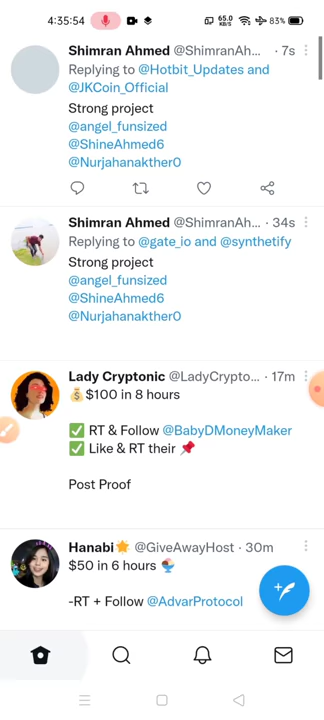 4:35:54
65.0
KB/S
83%
Shimran Ahmed @ShimranAh... · 7s
Replying to @Hotbit_Updates and
@JKCoin_Official
Strong project
@angel_funsized
@ShineAhmed6
@Nurjahanakther0
Shimran Ahmed @ShimranAh... · 34s
Replying to @gate_io and @synthetify
Strong project
@angel_funsized
@ShineAhmed6
@Nurjahanakther0
Lady Cryptonic @LadyCrypto... · 17m
💰$100 in 8 hours
✅ RT & Follow @BabyDMoneyMaker
✅ Like & RT their 📌
Post Proof
Hanabi🌟 @GiveAwayHost · 30m
$50 in 6 hours 🍧
-RT + Follow @AdvarProtocol